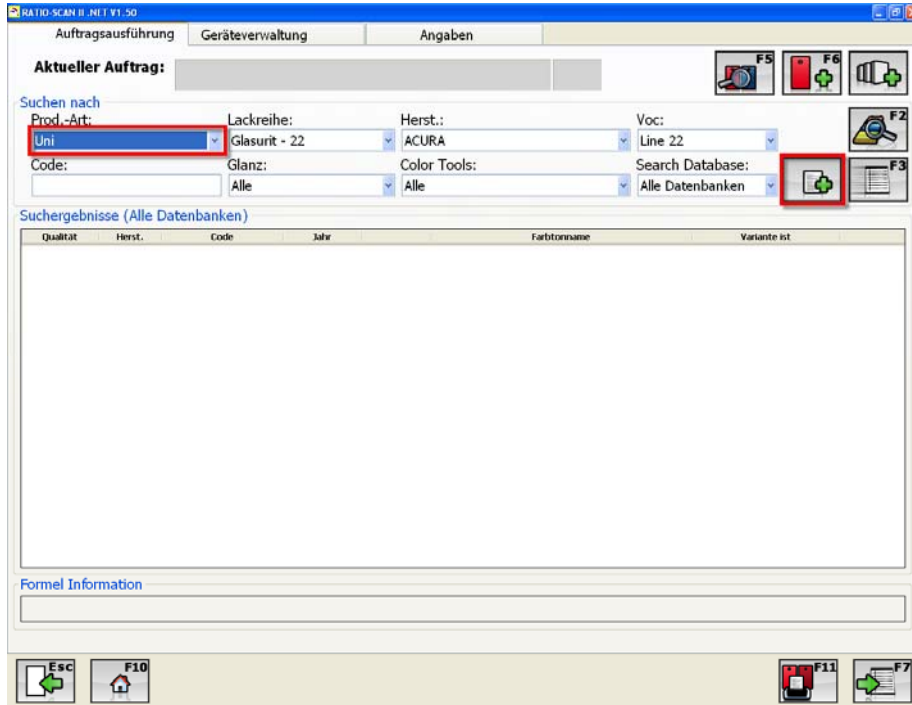 RATIO-SCAN II .NET V1.50
Auftragsausführung Geräteverwaltung Angaben
Aktueller Auftrag:
F5 F6
Suchen nach
Prod.-Art: Lackreihe: Herst.: Voc:
F2
Uni Glasurit - 22 ACURA Line 22
Code: Glanz: Color Tools: Search Database:
F3
Alle Alle Alle Datenbanken
Suchergebnisse (Alle Datenbanken)
Qualität Herst. Code Jahr Farbtonname Variante ist
Formel Information
Esc F10 F11 F7